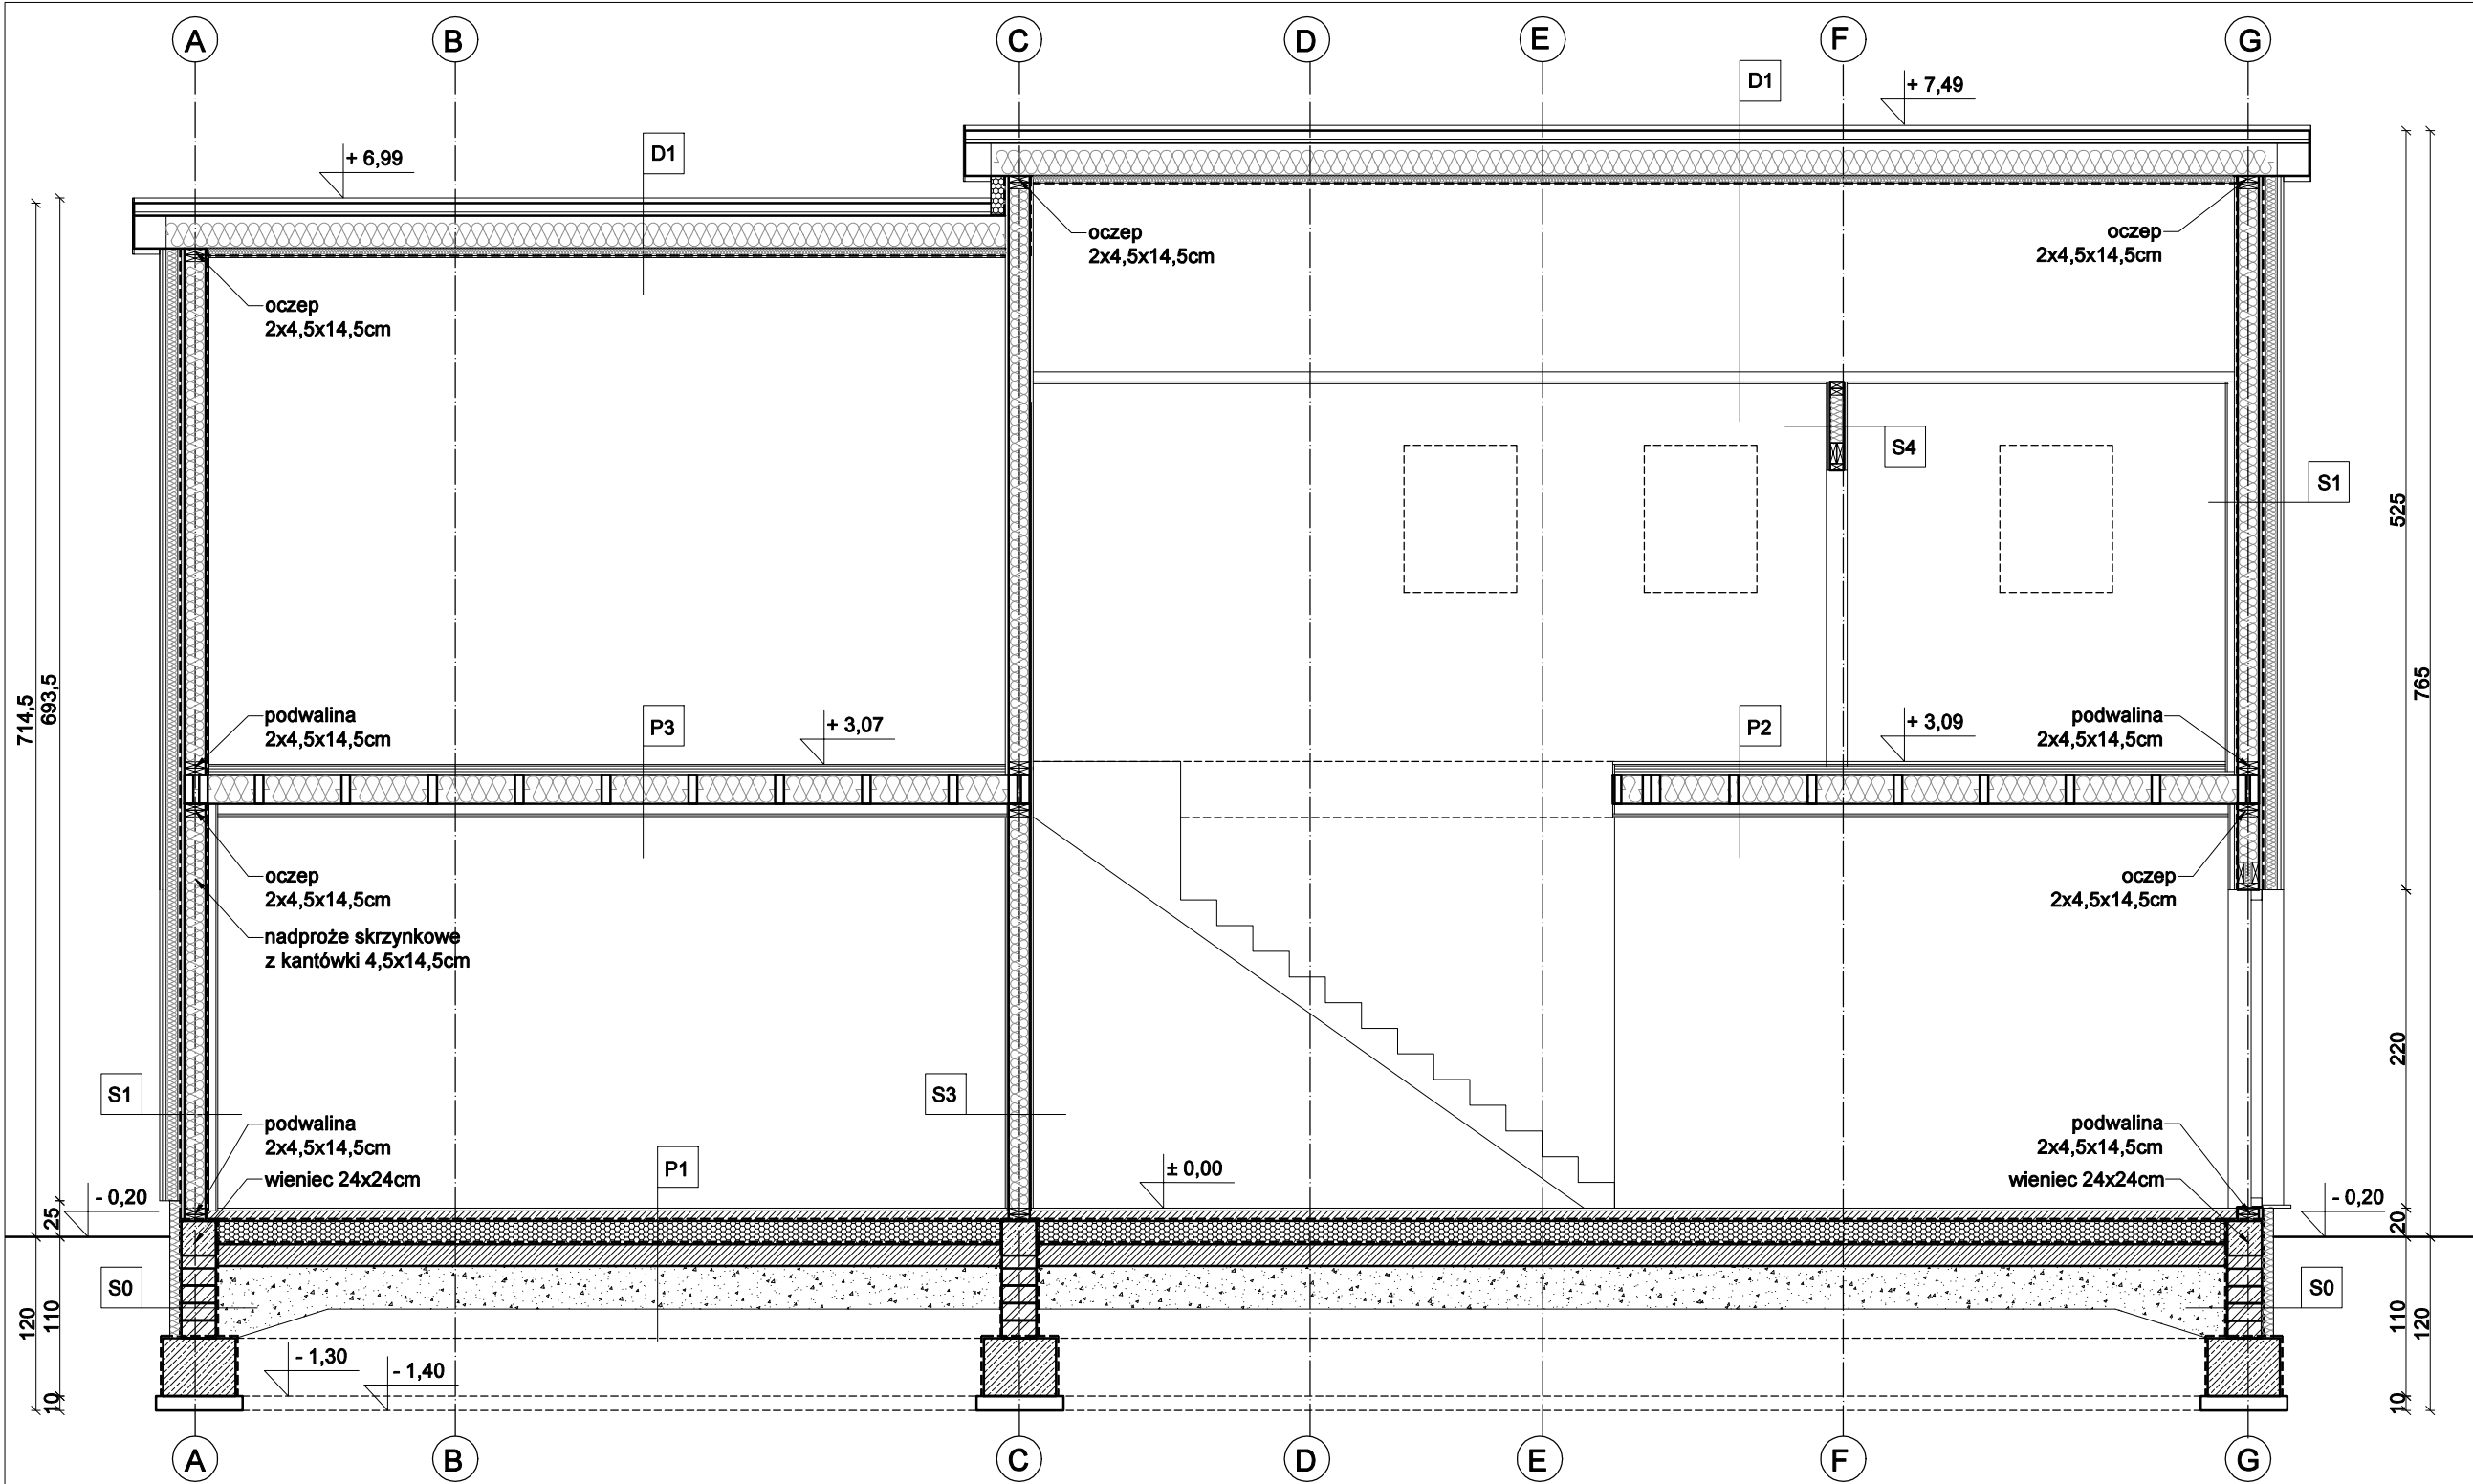 A B C D E F G
D1
+ 7,49
+ 6,99
D1
oczep
2x4,5x14,5cm
oczep
2x4,5x14,5cm
oczep
2x4,5x14,5cm
S4
S1
525
765
714,5
693,5
podwalina
2x4,5x14,5cm
P3
+ 3,07
P2
+ 3,09
podwalina
2x4,5x14,5cm
oczep
2x4,5x14,5cm
oczep
2x4,5x14,5cm
nadproże skrzynkowe
z kantówki 4,5x14,5cm
220
S1
S3
podwalina
2x4,5x14,5cm
podwalina
2x4,5x14,5cm
wieniec 24x24cm
P1
± 0,00
wieniec 24x24cm
- 0,20
- 0,20
25
20
S0
S0
120
110
110
120
- 1,30
- 1,40
10
10
A B C D E F G